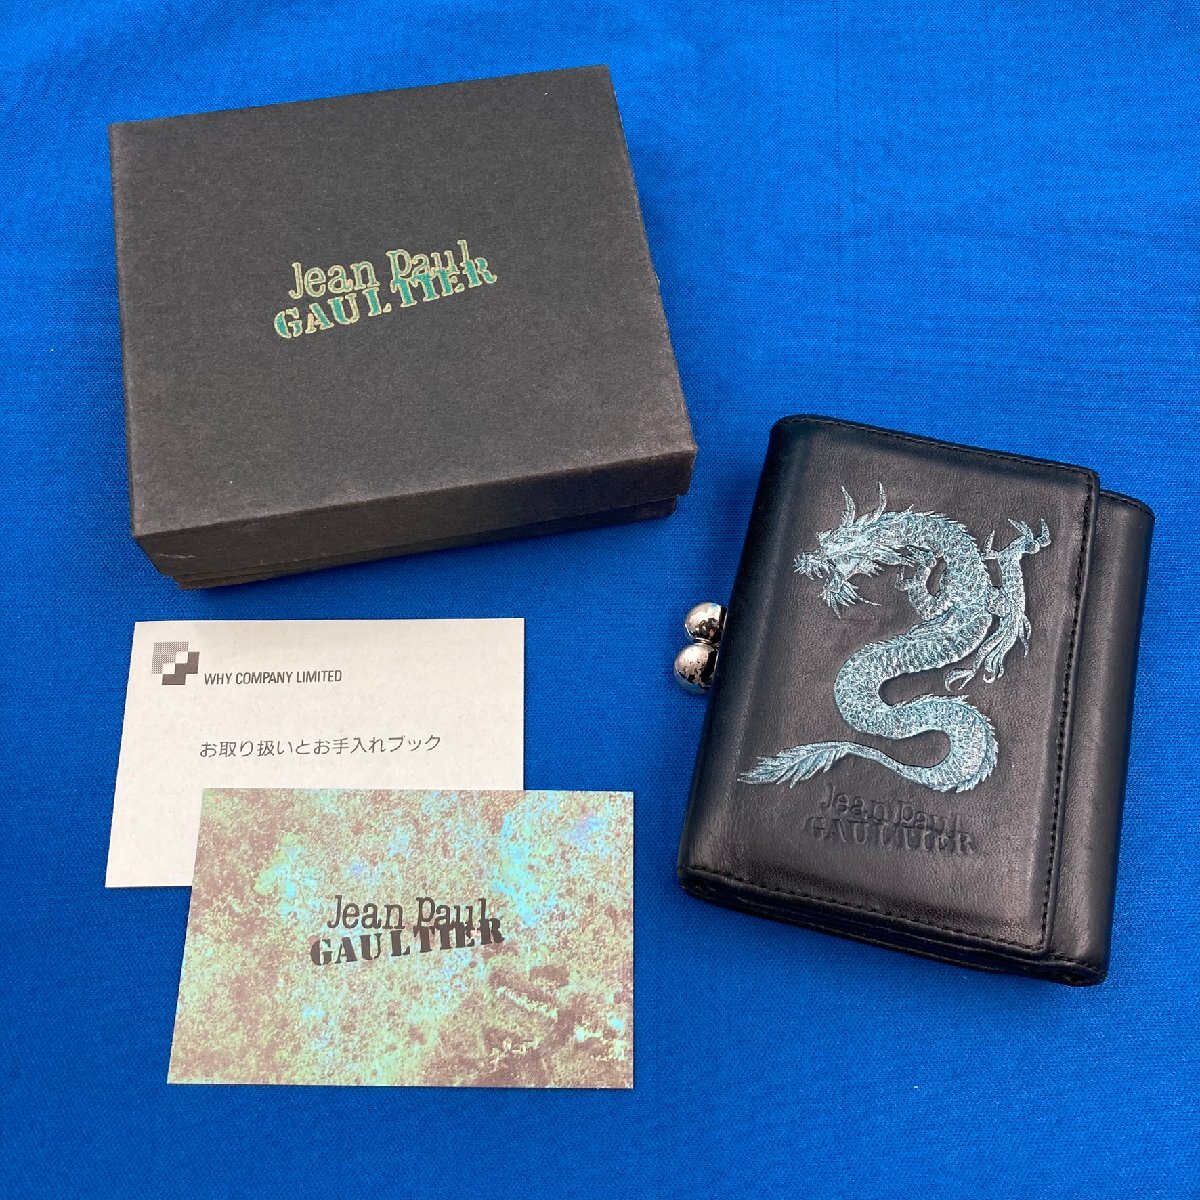 Jean Paul
GAULTIER
WHY COMPANY LIMITED
お取り扱いとお手入れブック
Jean Paul
GAULTIER
Jean Paul
GAULTIER